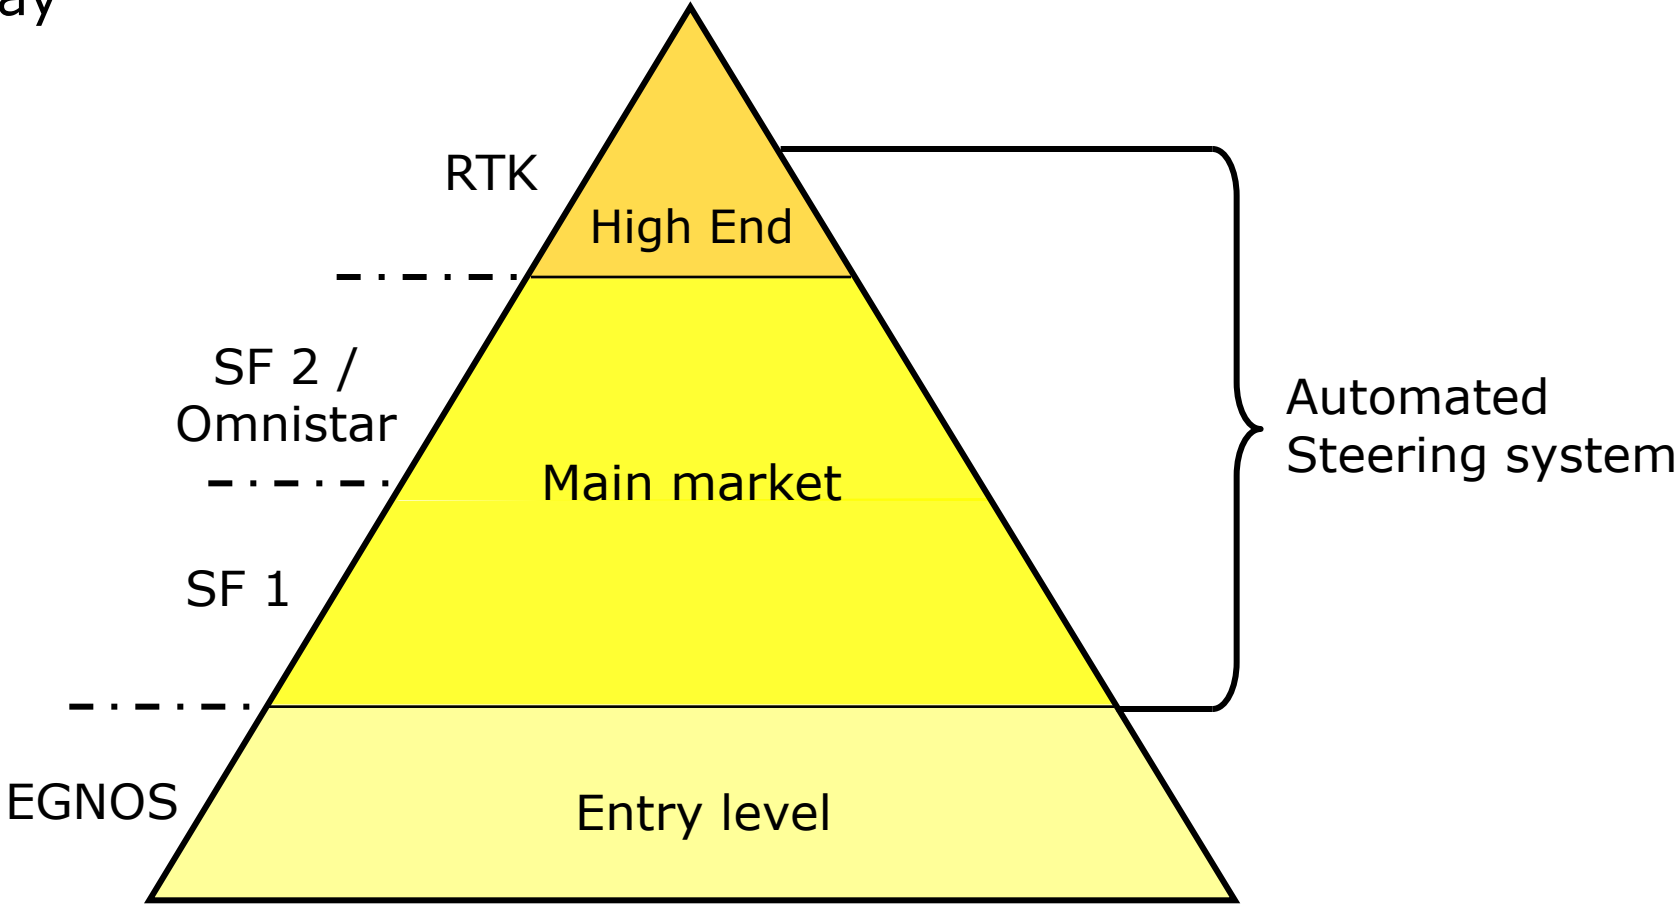 RTK
High End
SF 2 /
Omnistar
Automated
Steering system
Main market
SF 1
EGNOS
Entry level